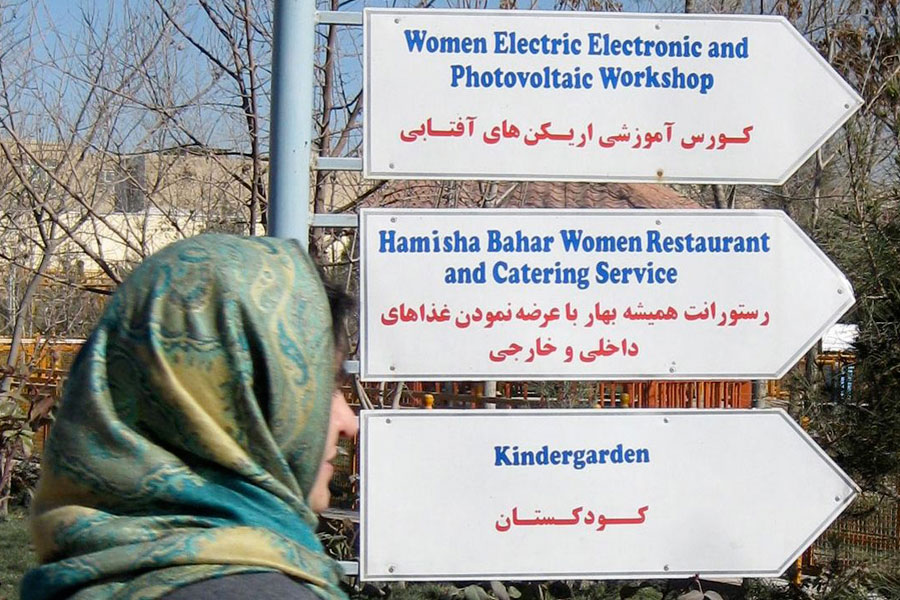 Women Electric Electronic and
Photovoltaic Workshop
کورس آموزشی اریکن های آفتابی
Hamisha Bahar Women Restaurant
and Catering Service
رستورانت همیشه بهار با عرضه نمودن غذاهای
داخلی و خارجی
Kindergarden
کودکستان